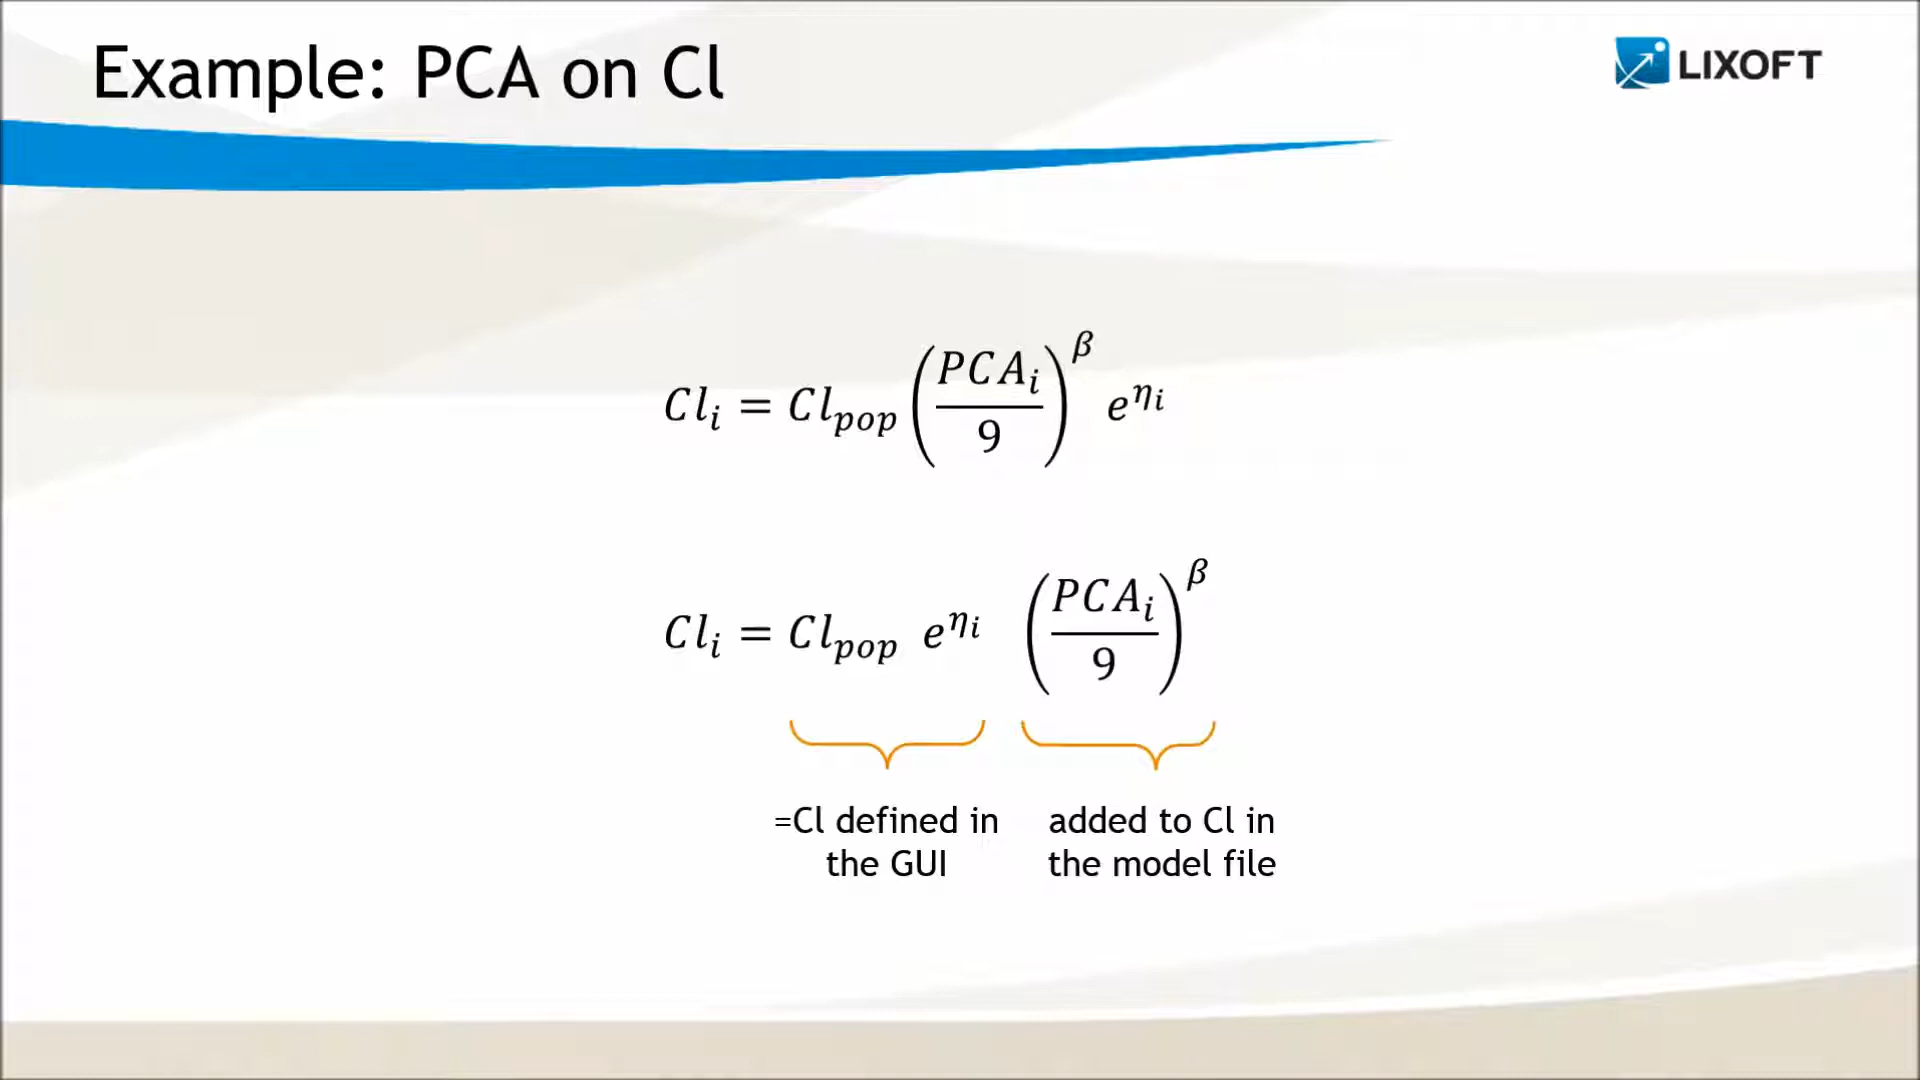 Example: PCA on Cl
LIXOFT
Cl_i = Cl_pop (PCA_i / 9)^β e^{η_i}
Cl_i = Cl_pop e^{η_i} (PCA_i / 9)^β
=Cl defined in
the GUI
added to Cl in
the model file